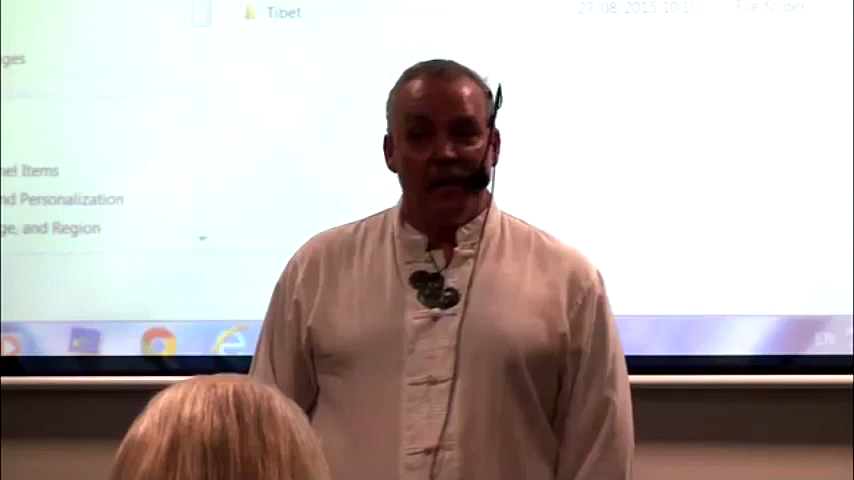 Tibet 27/08/2015 10:10 File folder
ges
nel Items
nd Personalization
ge, and Region
EN